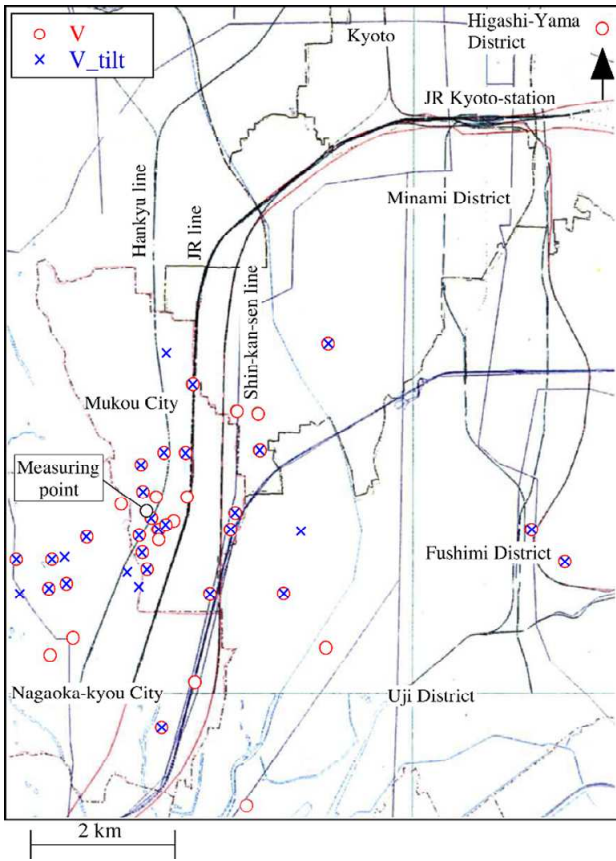 V
V_tilt
Kyoto
Higashi-Yama
District
JR Kyoto-station
Minami District
Hankyu line
JR line
Shin-kan-sen line
Mukou City
Measuring
point
Fushimi District
Nagaoka-kyou City
Uji District
2 km